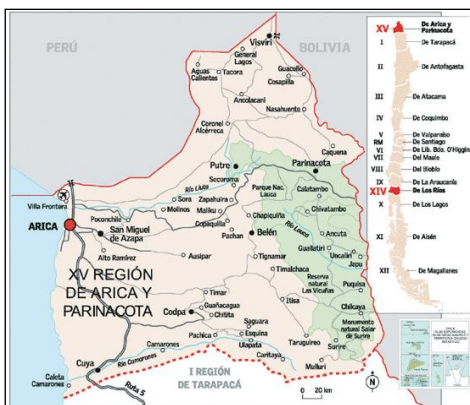 PERÚ
BOLIVIA
Visviri
General
Lagos
Aguas
Calientes
Tacora
Guacollo
Cosapilla
Ancolacani
Nasahuento
Coronel
Alcérreca
Caquena
Putre
Parinacota
Socoroma
Río Lluta
Zapahuira
Parque Nac.
Lauca
Calatambo
Villa Frontera
Sora
Molinos
Poconchile
Mallku
Copaquilla
Chapiquiña
Río Lauca
Chivatambo
ARICA
San Miguel
de Azapa
Pachan
Belén
Ancuta
Guallatiri
Uncaliri
Japu
Alto Ramírez
Ausipar
Tignamar
Timalchaca
Reserva
natural
Las Vicuñas
Puquisa
XV REGIÓN
DE ARICA Y
PARINACOTA
Timar
Guañacagua
Chitita
Codpa
Itisa
Chilcaya
Monumento
natural Salar
de Surire
Saguara
Esquina
Pachica
Ulapata
Taruguireo
Surire
Cuya
Camarones
Río Camarones
Caritaya
Mulluri
Caleta
Camarones
Ruta 5
I REGIÓN
DE TARAPACÁ
0 20 km
N
XV De Arica y
Parinacota
I De Tarapacá
II De Antofagasta
III De Atacama
IV De Coquimbo
V De Valparaíso
RM De Santiago
VI De Lib. Bdo. O'Higgins
VII Del Maule
VIII Del Biobío
IX De La Araucanía
XIV De Los Ríos
X De Los Lagos
XI De Aisén
XII De Magallanes